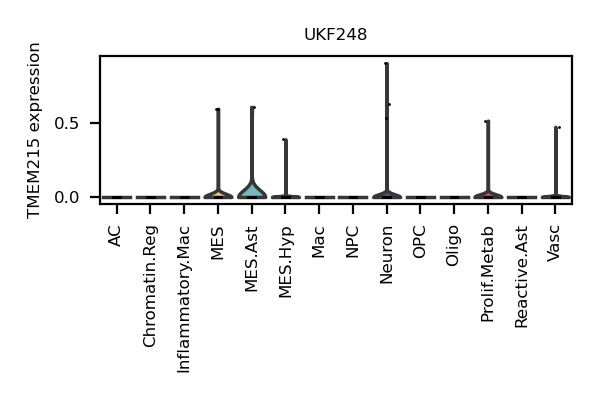 UKF248
TMEM215 expression
0.5
0.0
AC
Chromatin.Reg
Inflammatory.Mac
MES
MES.Ast
MES.Hyp
Mac
NPC
Neuron
OPC
Oligo
Prolif.Metab
Reactive.Ast
Vasc